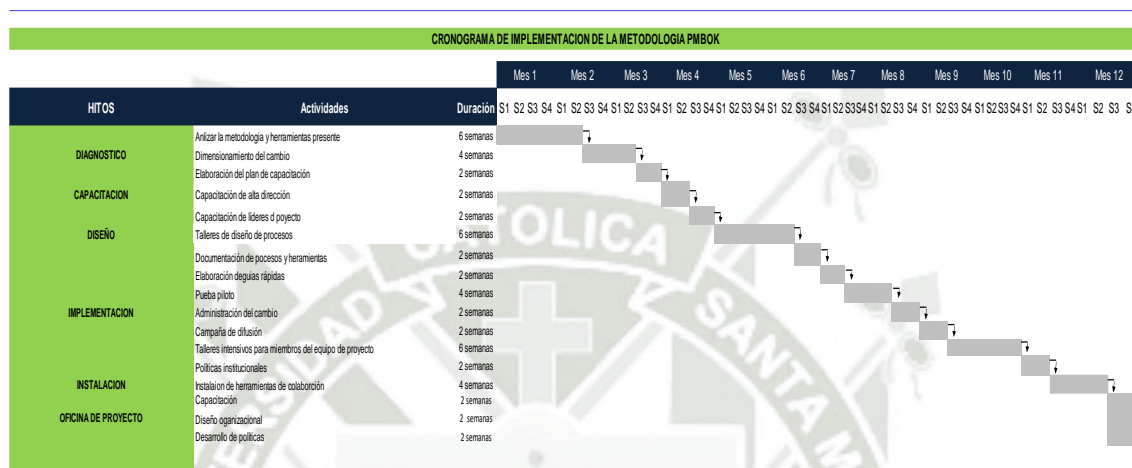 CRONOGRAMA DE IMPLEMENTACION DE LA METODOLOGIA PMBOK
Mes 1 Mes 2 Mes 3 Mes 4 Mes 5 Mes 6 Mes 7 Mes 8 Mes 9 Mes 10 Mes 11 Mes 12
HITOS Actividades Duración S1 S2 S3 S4 S1 S2 S3 S4 S1 S2 S3 S4 S1 S2 S3 S4 S1 S2 S3 S4 S1 S2 S3 S4 S1 S2 S3 S4 S1 S2 S3 S4 S1 S2 S3 S4 S1 S2 S3 S4 S1 S2 S3 S4 S1 S2 S3 S
Anlizar la metodologia y herramientas presente 6 semanas
DIAGNOSTICO Dimensionamiento del cambio 4 semanas
Elaboración del plan de capacitación 2 semanas
CAPACITACION Capacitación de alta dirección 2 semanas
Capacitación de líderes d poyecto 2 semanas
DISEÑO Talleres de diseño de procesos 6 semanas
Documentación de pocesos y heramientas 2 semanas
Elaboración deguias rápidas 2 semanas
Pueba piloto 4 semanas
IMPLEMENTACION Administración del cambio 2 semanas
Campaña de difusión 2 semanas
Talleres intensivos para miembros del equipo de proyecto 6 semanas
Políticas institucionales 2 semanas
INSTALACION Instalaion de herramientas de colaborción 4 semanas
Capacitación 2 semanas
OFICINA DE PROYECTO Diseño oganizacional 2 semanas
Desarrollo de políticas 2 semanas
ERSIDAD CATOLICA SANTA M